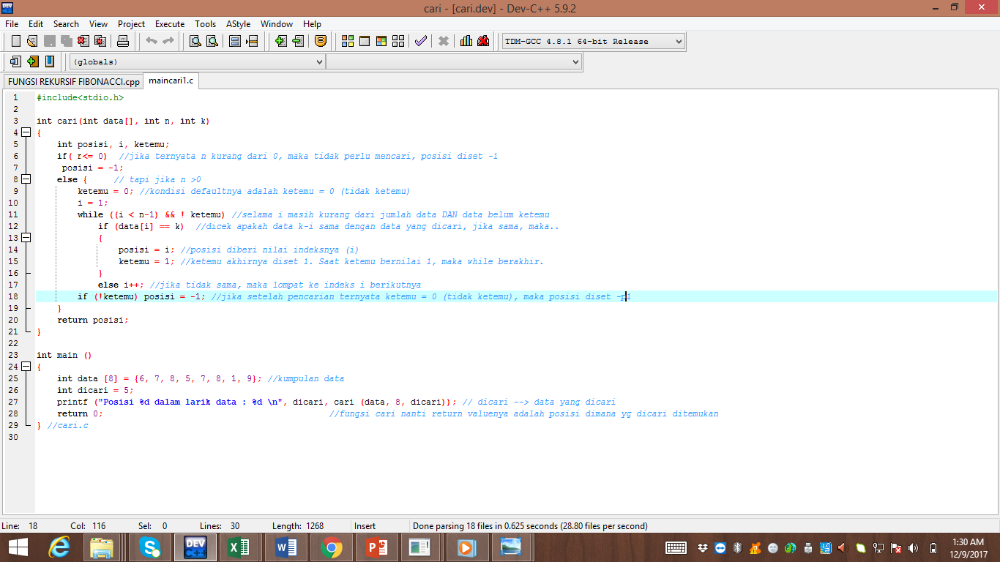 cari - [cari.dev] - Dev-C++ 5.9.2
File Edit Search View Project Execute Tools AStyle Window Help
TDM-GCC 4.8.1 64-bit Release
(globals)
FUNGSI REKURSIF FIBONACCI.cpp maincari1.c
1 #include<stdio.h>
2
3 int cari(int data[], int n, int k)
4 {
5 int posisi, i, ketemu;
6 if( n<= 0) //jika ternyata n kurang dari 0, maka tidak perlu mencari, posisi diset -1
7 posisi = -1;
8 else { // tapi jika n >0
9 ketemu = 0; //kondisi defaultnya adalah ketemu = 0 (tidak ketemu)
10 i = 1;
11 while ((i < n-1) && ! ketemu) //selama i masih kurang dari jumlah data DAN data belum ketemu
12 if (data[i] == k) //dicek apakah data k-i sama dengan data yang dicari, jika sama, maka..
13 {
14 posisi = i; //posisi diberi nilai indeksnya (i)
15 ketemu = 1; //ketemu akhirnya diset 1. Saat ketemu bernilai 1, maka while berakhir.
16 }
17 else i++; //jika tidak sama, maka lompat ke indeks i berikutnya
18 if (!ketemu) posisi = -1; //jika setelah pencarian ternyata ketemu = 0 (tidak ketemu), maka posisi diset -p1
19 }
20 return posisi;
21 }
22
23 int main ()
24 {
25 int data [8] = {6, 7, 8, 5, 7, 8, 1, 9}; //kumpulan data
26 int dicari = 5;
27 printf ("Posisi %d dalam larik data : %d \n", dicari, cari (data, 8, dicari)); // dicari --> data yang dicari
28 return 0; //fungsi cari nanti return valuenya adalah posisi dimana yg dicari ditemukan
29 } //cari.c
30
Line: 18 Col: 116 Sel: 0 Lines: 30 Length: 1268 Insert Done parsing 18 files in 0.625 seconds (28.80 files per second)
DEV
1:30 AM
12/9/2017